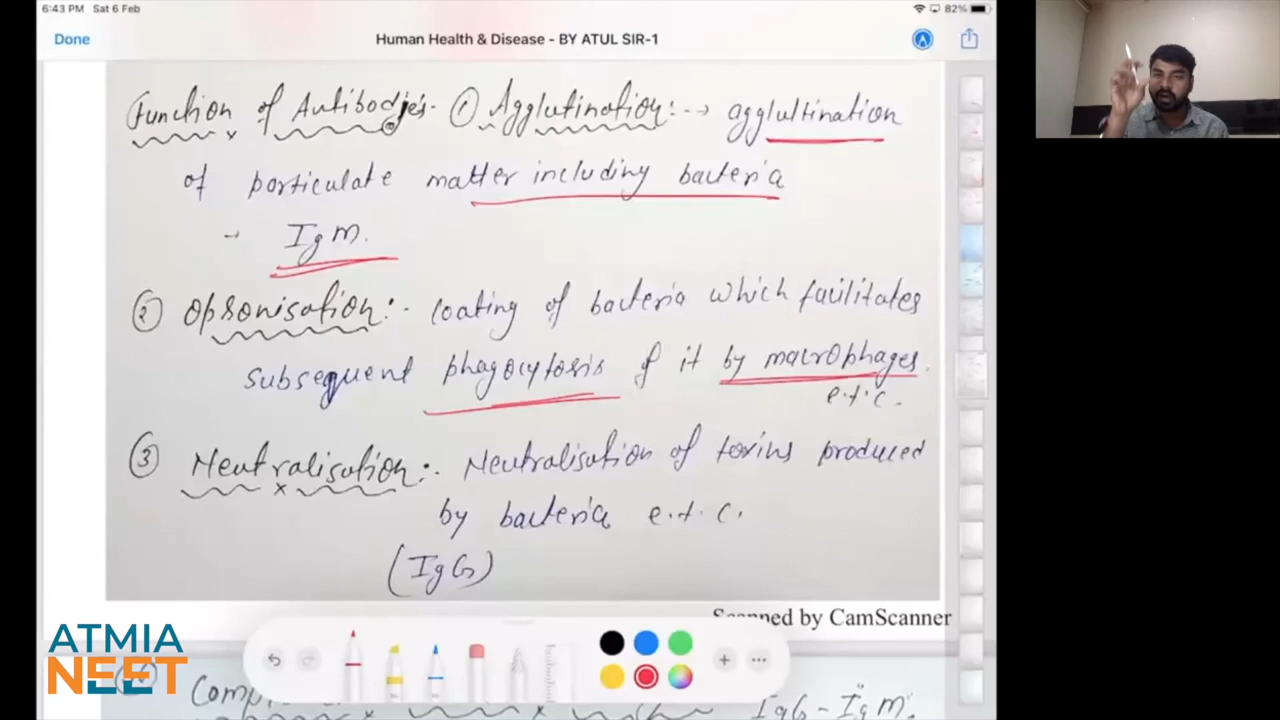 6:43 PM Sat 6 Feb 82%
Done Human Health & Disease - BY ATUL SIR-1
Function of Antibodies. ① Agglutination:- → agglultination
of particulate matter including bacteria
→ IgM.
② Opsonisation:- coating of bacteria which facilitates
subsequent phagocytosis of it by macrophages.
e.t.c.
③ Neutralisation:- Neutralisation of toxins produced
by bacteria e.t.c.
(IgG)
Scanned by CamScanner
ATMIA
NEET
IgG - IgM.